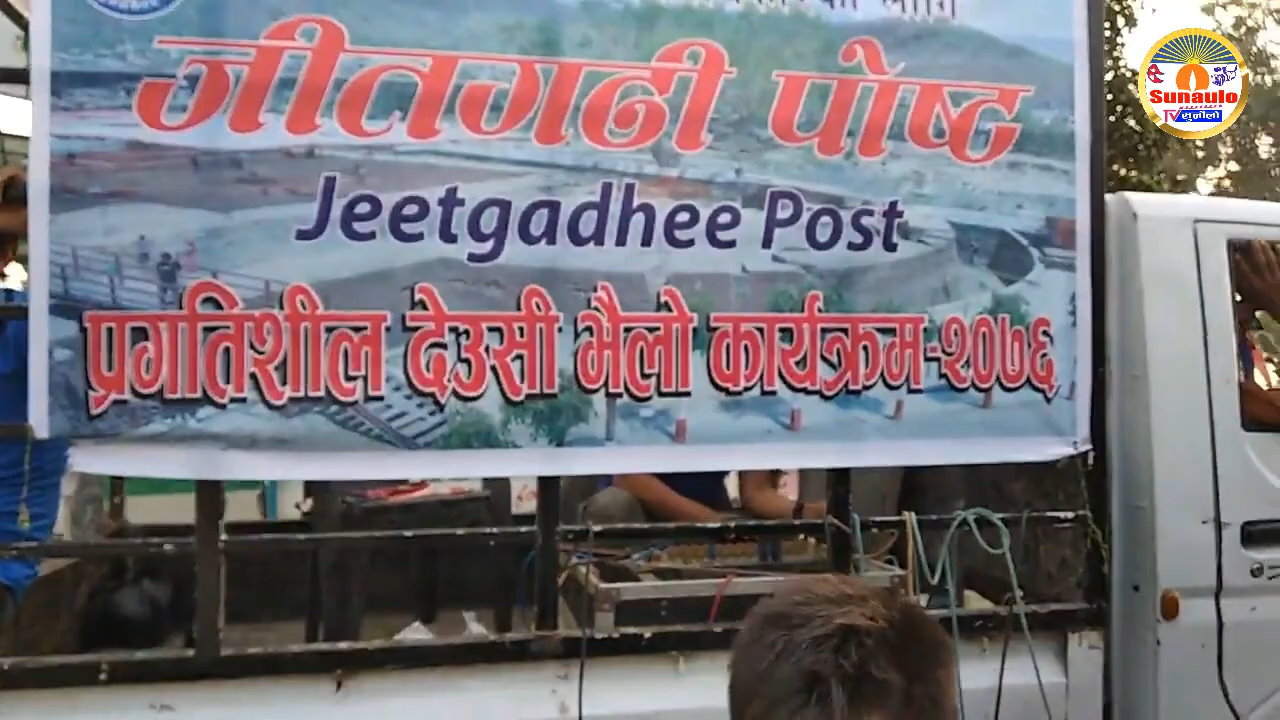 जीतगढी पोष्ट
Jeetgadhee Post
प्रगतिशील देउसी भैलो कार्यक्रम-२०७६
Sunaulo
TV सुनौलो